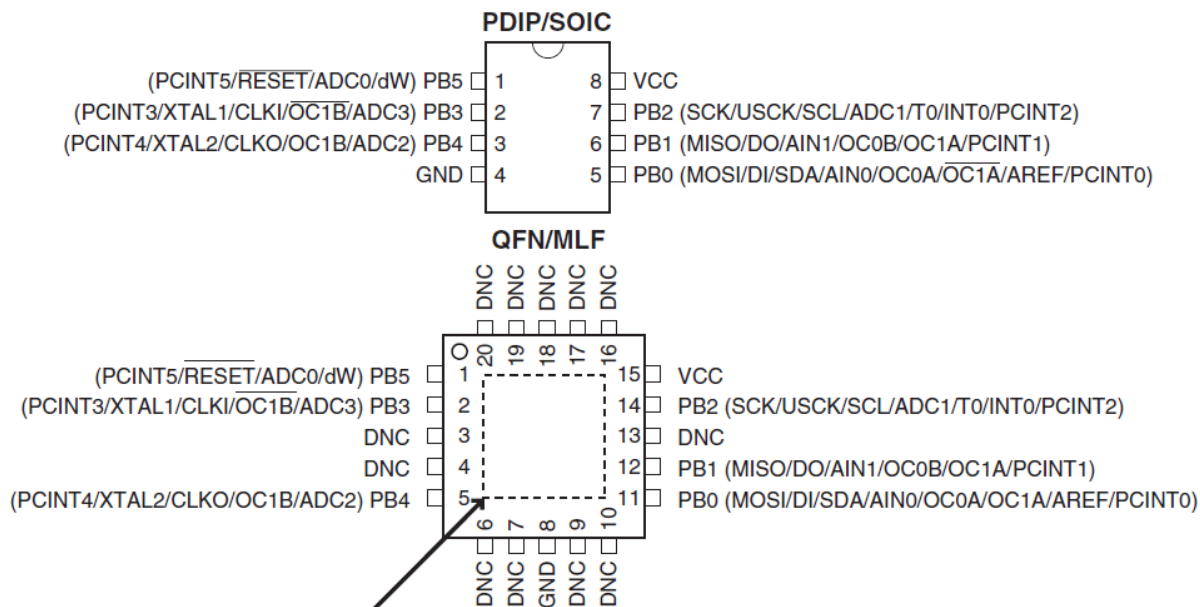 PDIP/SOIC
(PCINT5/RESET/ADC0/dW) PB5 1 8 VCC
(PCINT3/XTAL1/CLKI/OC1B/ADC3) PB3 2 7 PB2 (SCK/USCK/SCL/ADC1/T0/INT0/PCINT2)
(PCINT4/XTAL2/CLKO/OC1B/ADC2) PB4 3 6 PB1 (MISO/DO/AIN1/OC0B/OC1A/PCINT1)
GND 4 5 PB0 (MOSI/DI/SDA/AIN0/OC0A/OC1A/AREF/PCINT0)
QFN/MLF
DNC DNC DNC DNC DNC
20 19 18 17 16
(PCINT5/RESET/ADC0/dW) PB5 1 15 VCC
(PCINT3/XTAL1/CLKI/OC1B/ADC3) PB3 2 14 PB2 (SCK/USCK/SCL/ADC1/T0/INT0/PCINT2)
DNC 3 13 DNC
DNC 4 12 PB1 (MISO/DO/AIN1/OC0B/OC1A/PCINT1)
(PCINT4/XTAL2/CLKO/OC1B/ADC2) PB4 5 11 PB0 (MOSI/DI/SDA/AIN0/OC0A/OC1A/AREF/PCINT0)
6 7 8 9 10
DNC DNC GND DNC DNC